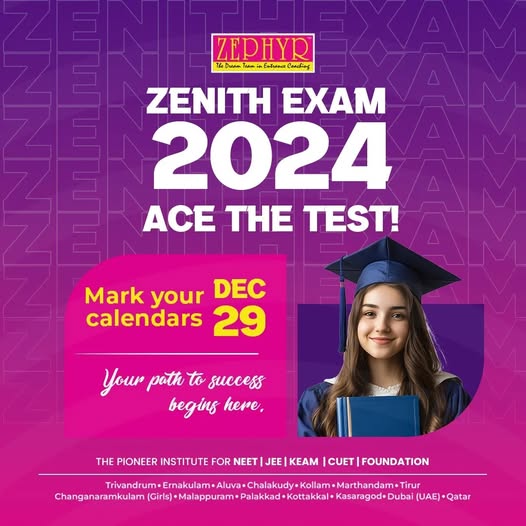 ZEPHYR
The Dream Team in Entrance Coaching
ZENITH EXAM
2024
ACE THE TEST!
Mark your
calendars
DEC
29
Your path to success
begins here.
THE PIONEER INSTITUTE FOR NEET | JEE | KEAM | CUET | FOUNDATION
Trivandrum • Ernakulam • Aluva • Chalakudy • Kollam • Marthandam • Tirur
Changaramkulam (Girls) • Malappuram • Palakkad • Kottakkal • Kasaragod • Dubai (UAE) • Qatar